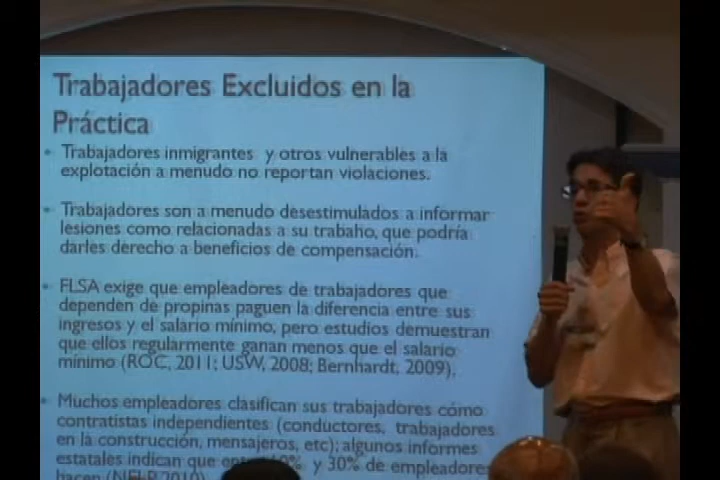 Trabajadores Excluidos en la
Práctica
• Trabajadores inmigrantes y otros vulnerables a la
explotación a menudo no reportan violaciones.
• Trabajadores son a menudo desestimulados a informar
lesiones como relacionadas a su trabaho, que podría
darles derecho a beneficios de compensación.
• FLSA exige que empleadores de trabajadores que
dependen de propinas paguen la diferencia entre sus
ingresos y el salario mínimo, pero estudios demuestran
que ellos regularmente ganan menos que el salario
mínimo (ROC, 2011; USW, 2008; Bernhardt, 2009).
• Muchos empleadores clasifican sus trabajadores cómo
contratistas independientes (conductores, trabajadores
en la construcción, mensajeros, etc); algunos informes
estatales indican que y 30% de empleadores
hacen (NELP 2010)